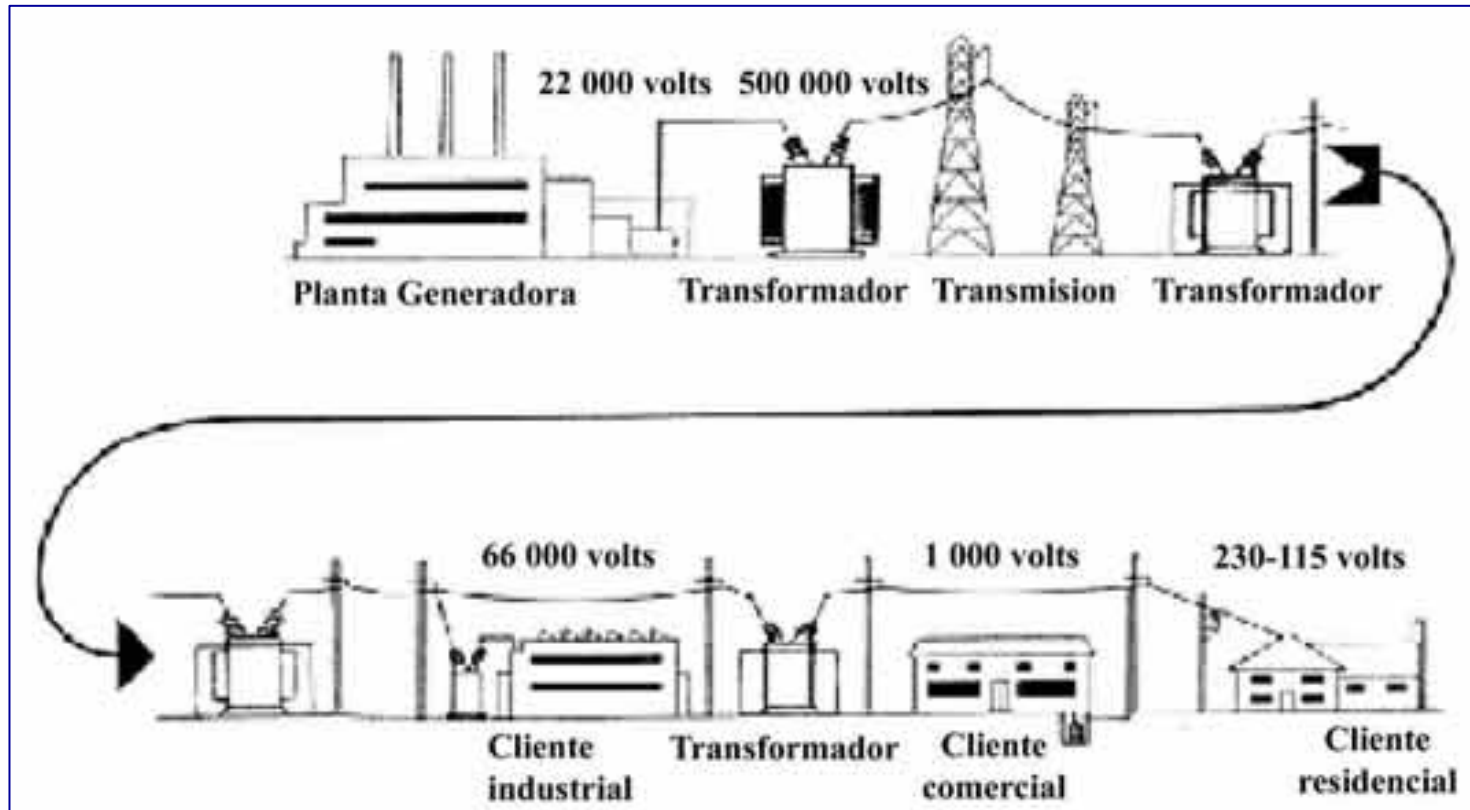 22 000 volts 500 000 volts
Planta Generadora Transformador Transmision Transformador
66 000 volts 1 000 volts 230-115 volts
Cliente industrial
Transformador
Cliente comercial
Cliente residencial